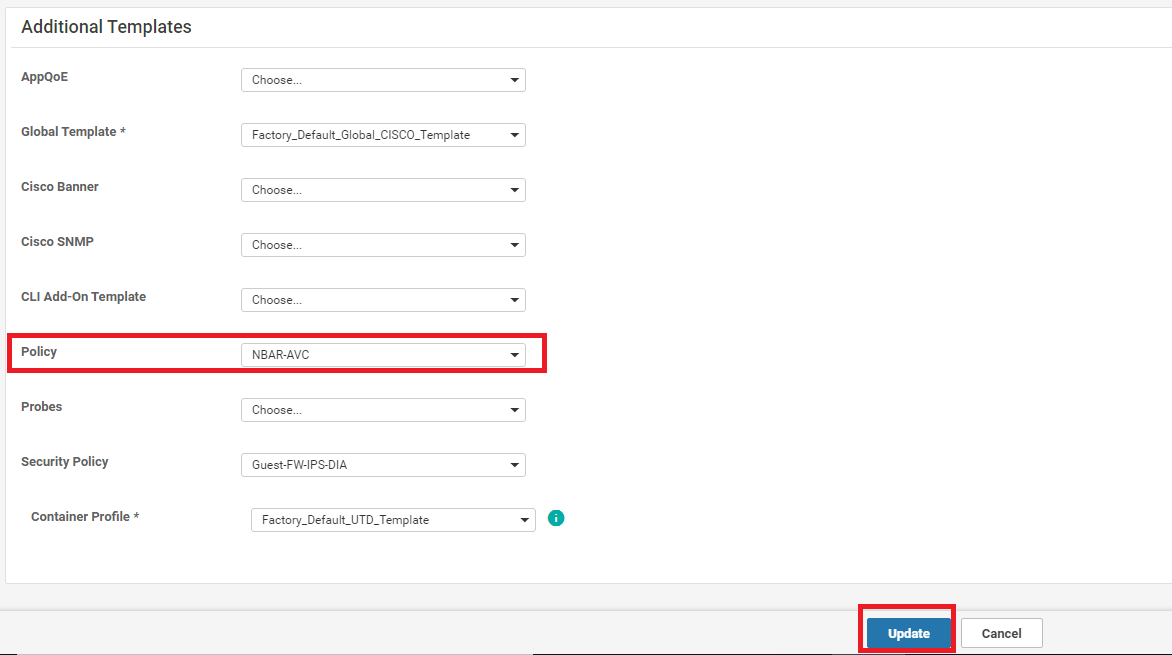 Additional Templates
AppQoE
Choose...
Global Template *
Factory_Default_Global_CISCO_Template
Cisco Banner
Choose...
Cisco SNMP
Choose...
CLI Add-On Template
Choose...
Policy
NBAR-AVC
Probes
Choose...
Security Policy
Guest-FW-IPS-DIA
Container Profile *
Factory_Default_UTD_Template
i
Update
Cancel